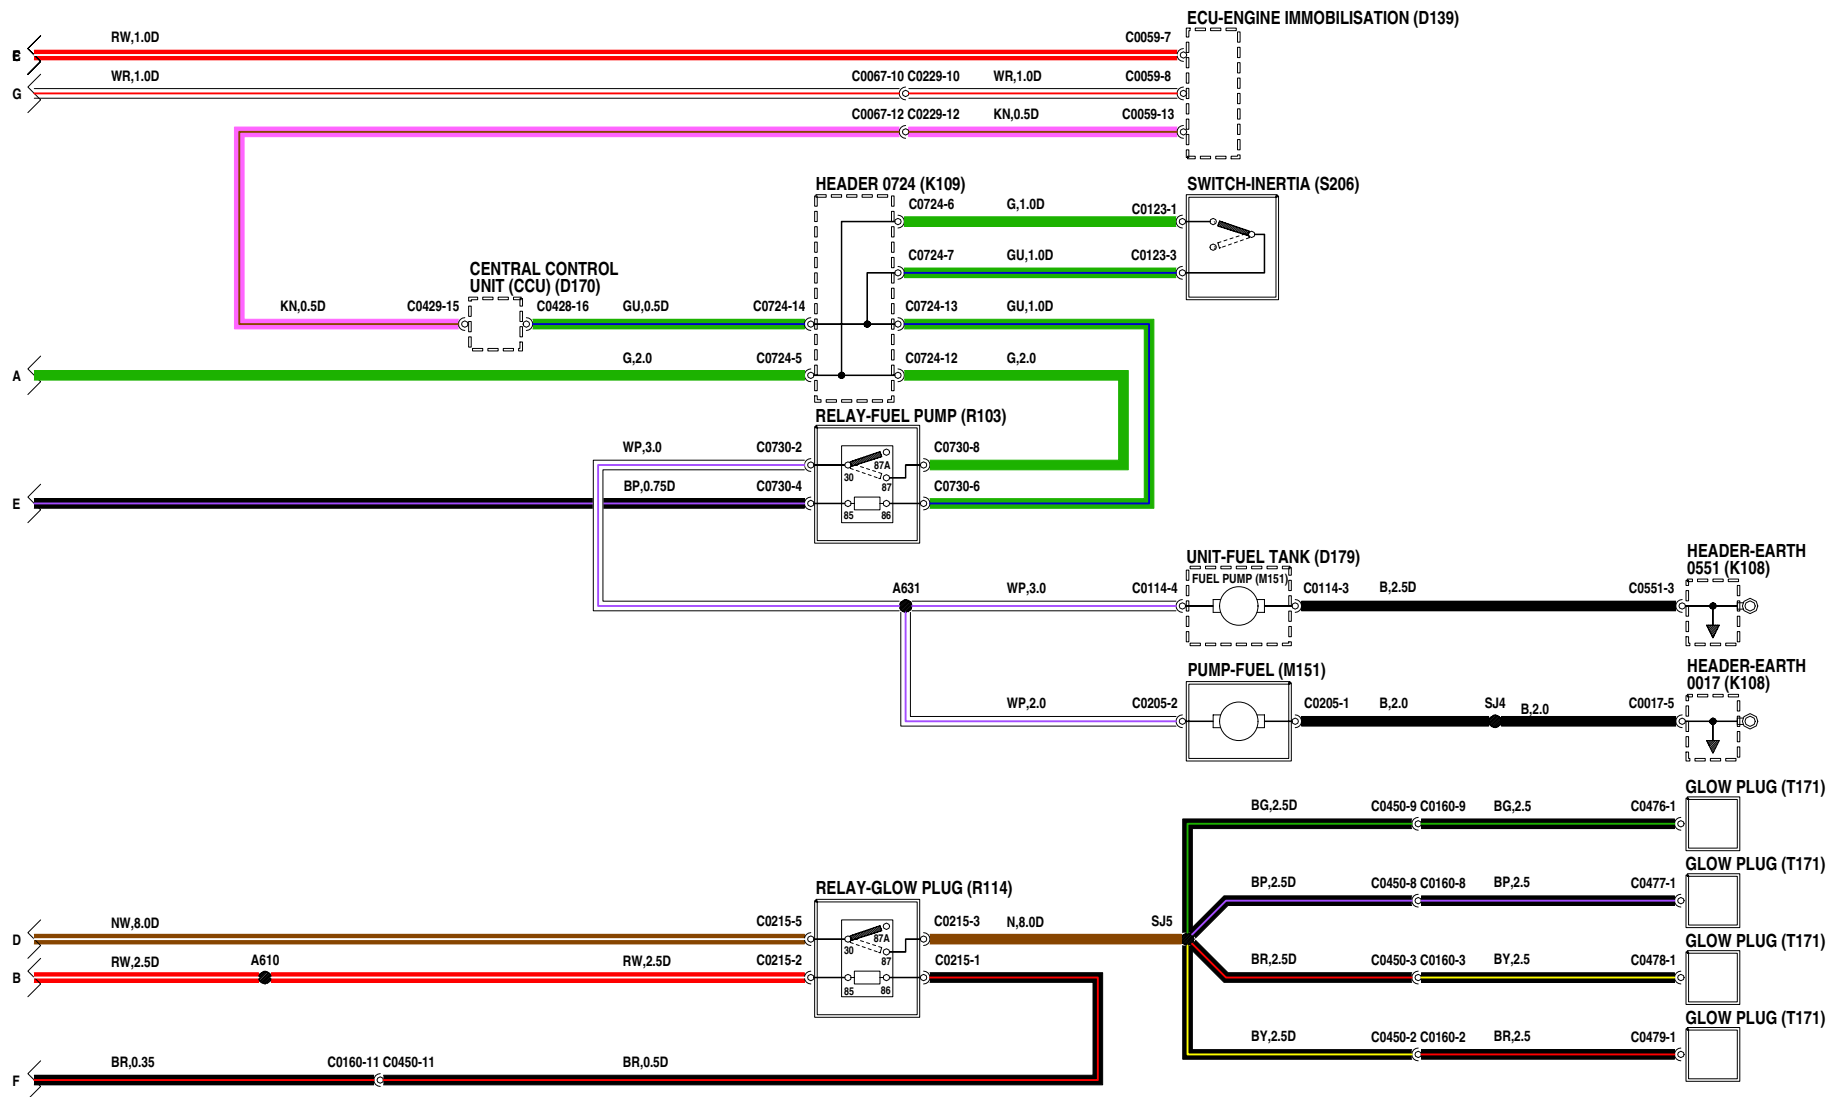 ECU-ENGINE IMMOBILISATION (D139)
RW,1.0D
C0059-7
WR,1.0D
C0067-10 C0229-10
WR,1.0D
C0059-8
G
C0067-12 C0229-12
KN,0.5D
C0059-13
HEADER 0724 (K109)
SWITCH-INERTIA (S206)
C0724-6
G,1.0D
C0123-1
C0724-7
GU,1.0D
C0123-3
CENTRAL CONTROL
UNIT (CCU) (D170)
KN,0.5D
C0429-15
C0428-16
GU,0.5D
C0724-14
C0724-13
GU,1.0D
A
G,2.0
C0724-5
C0724-12
G,2.0
RELAY-FUEL PUMP (R103)
WP,3.0
C0730-2
C0730-8
87A
30
87
E
BP,0.75D
C0730-4
C0730-6
85
86
UNIT-FUEL TANK (D179)
HEADER-EARTH
0551 (K108)
FUEL PUMP (M151)
A631
WP,3.0
C0114-4
C0114-3
B,2.5D
C0551-3
PUMP-FUEL (M151)
HEADER-EARTH
0017 (K108)
WP,2.0
C0205-2
C0205-1
B,2.0
SJ4
B,2.0
C0017-5
GLOW PLUG (T171)
BG,2.5D
C0450-9 C0160-9
BG,2.5
C0476-1
GLOW PLUG (T171)
RELAY-GLOW PLUG (R114)
BP,2.5D
C0450-8 C0160-8
BP,2.5
C0477-1
D
NW,8.0D
C0215-5
C0215-3
N,8.0D
SJ5
87A
30
87
GLOW PLUG (T171)
B
RW,2.5D
A610
RW,2.5D
C0215-2
C0215-1
85
86
BR,2.5D
C0450-3 C0160-3
BY,2.5
C0478-1
GLOW PLUG (T171)
BY,2.5D
C0450-2 C0160-2
BR,2.5
C0479-1
F
BR,0.35
C0160-11 C0450-11
BR,0.5D